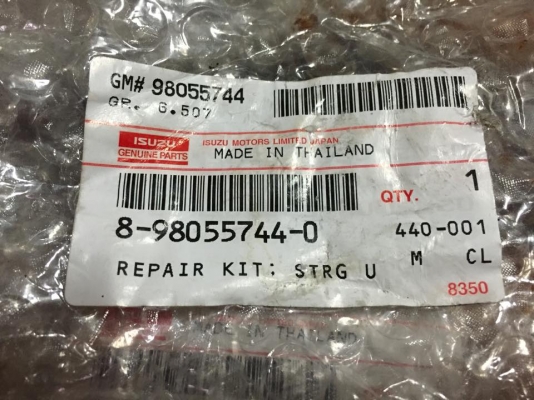 GM# 98055744
GR. 6.507
ISUZU
GENUINE PARTS
ISUZU MOTORS LIMITED JAPAN
MADE IN THAILAND
QTY.
1
8-98055744-0
440-001
REPAIR KIT: STRG U
M CL
8350
MADE IN THAILAND